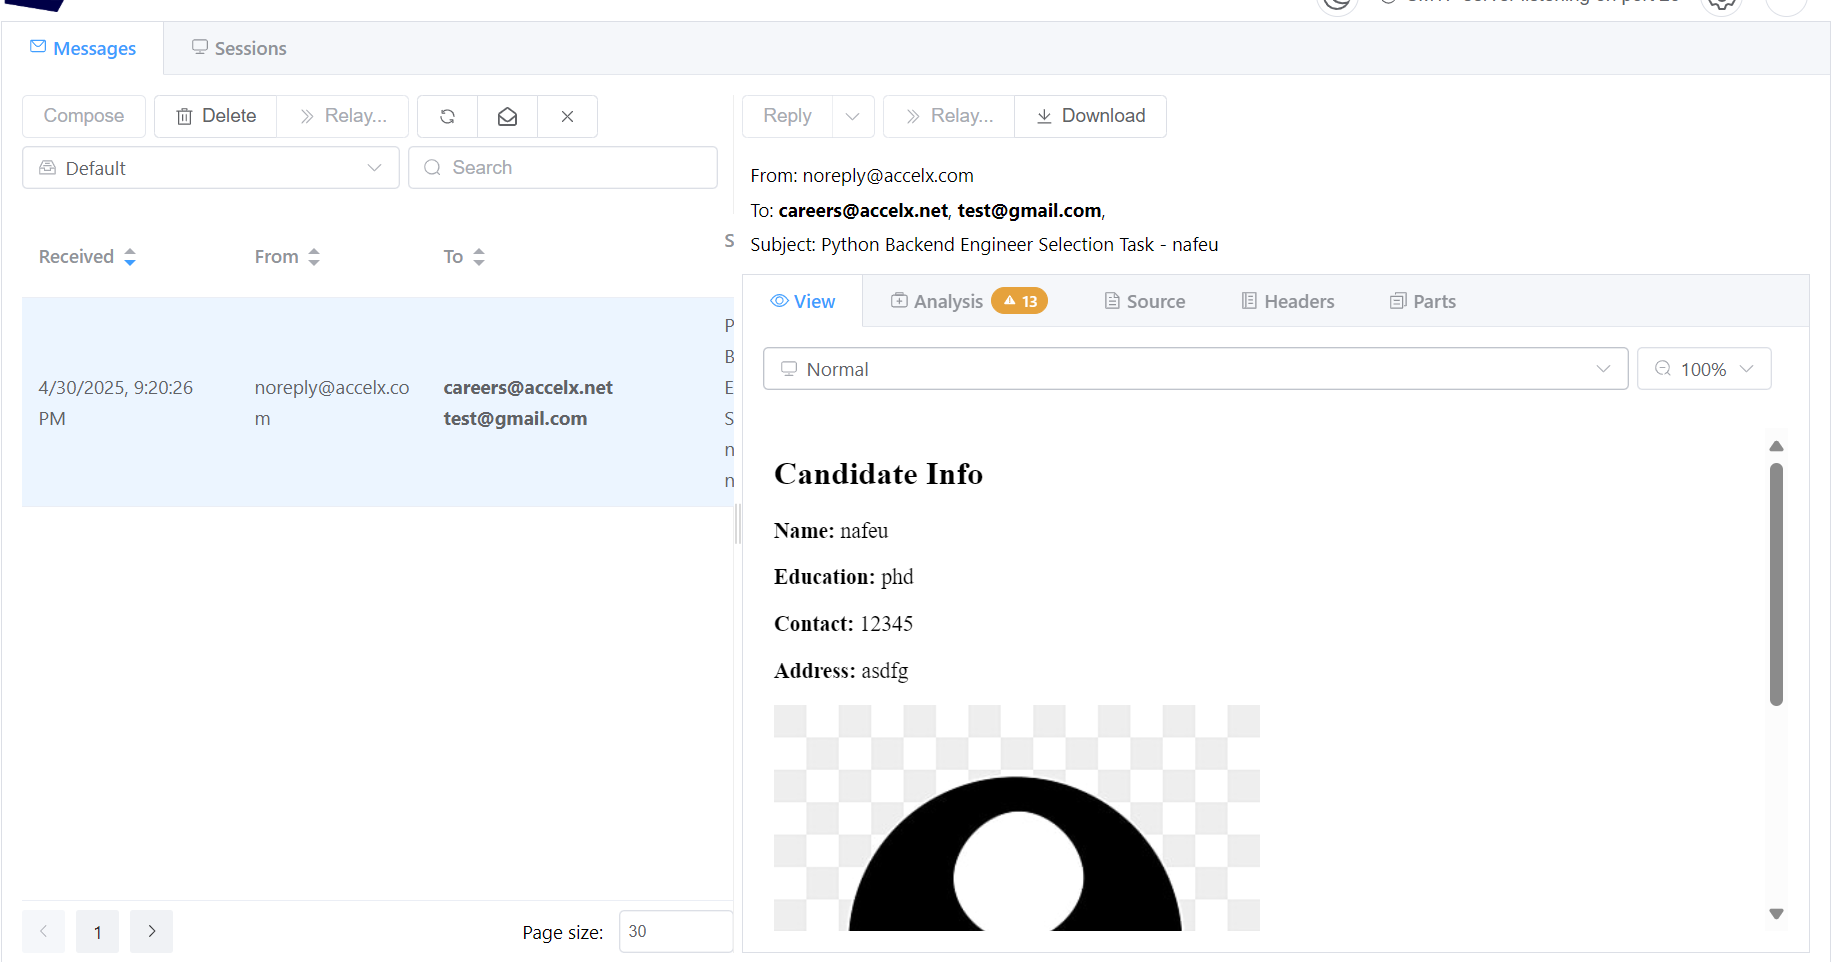 Messages
Sessions
Compose
Delete
Relay...
Default
Search
Received
From
To
S
4/30/2025, 9:20:26
PM
noreply@accelx.co
m
careers@accelx.net
test@gmail.com
P
B
E
S
n
n
1
Page size:
30
Reply
Relay...
Download
From: noreply@accelx.com
To: careers@accelx.net, test@gmail.com,
Subject: Python Backend Engineer Selection Task - nafeu
View
Analysis
13
Source
Headers
Parts
Normal
100%
Candidate Info
Name: nafeu
Education: phd
Contact: 12345
Address: asdfg